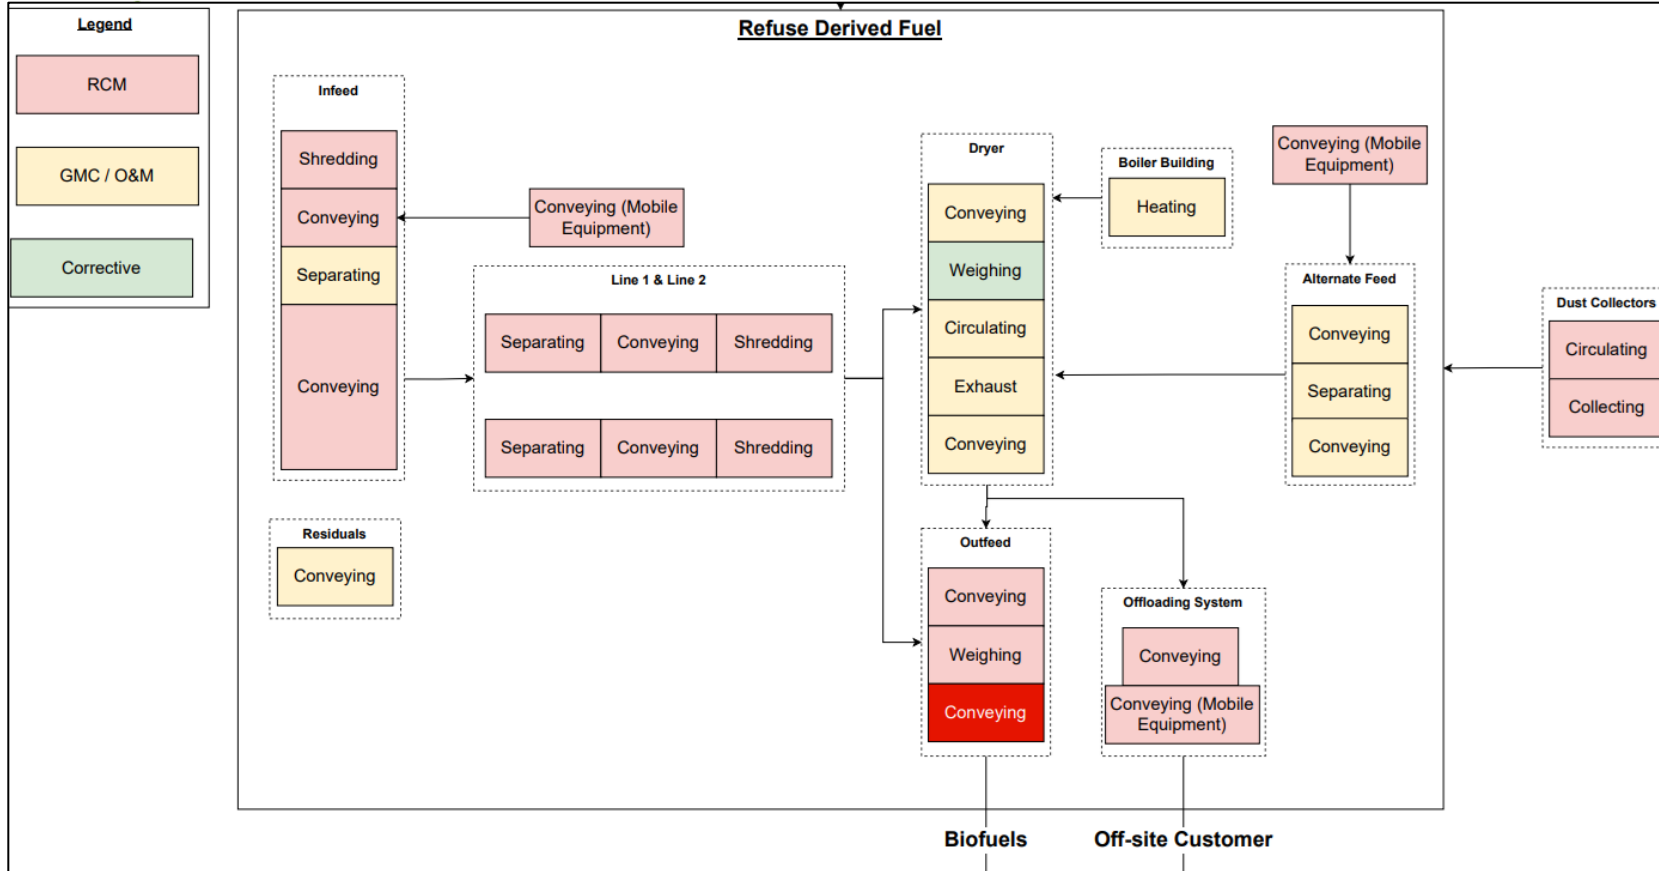 Legend
RCM
GMC / O&M
Corrective
Refuse Derived Fuel
Infeed
Shredding
Conveying
Separating
Conveying
Conveying (Mobile
Equipment)
Line 1 & Line 2
Separating
Conveying
Shredding
Separating
Conveying
Shredding
Residuals
Conveying
Dryer
Conveying
Weighing
Circulating
Exhaust
Conveying
Boiler Building
Heating
Conveying (Mobile
Equipment)
Alternate Feed
Conveying
Separating
Conveying
Dust Collectors
Circulating
Collecting
Outfeed
Conveying
Weighing
Conveying
Offloading System
Conveying
Conveying (Mobile
Equipment)
Biofuels
Off-site Customer